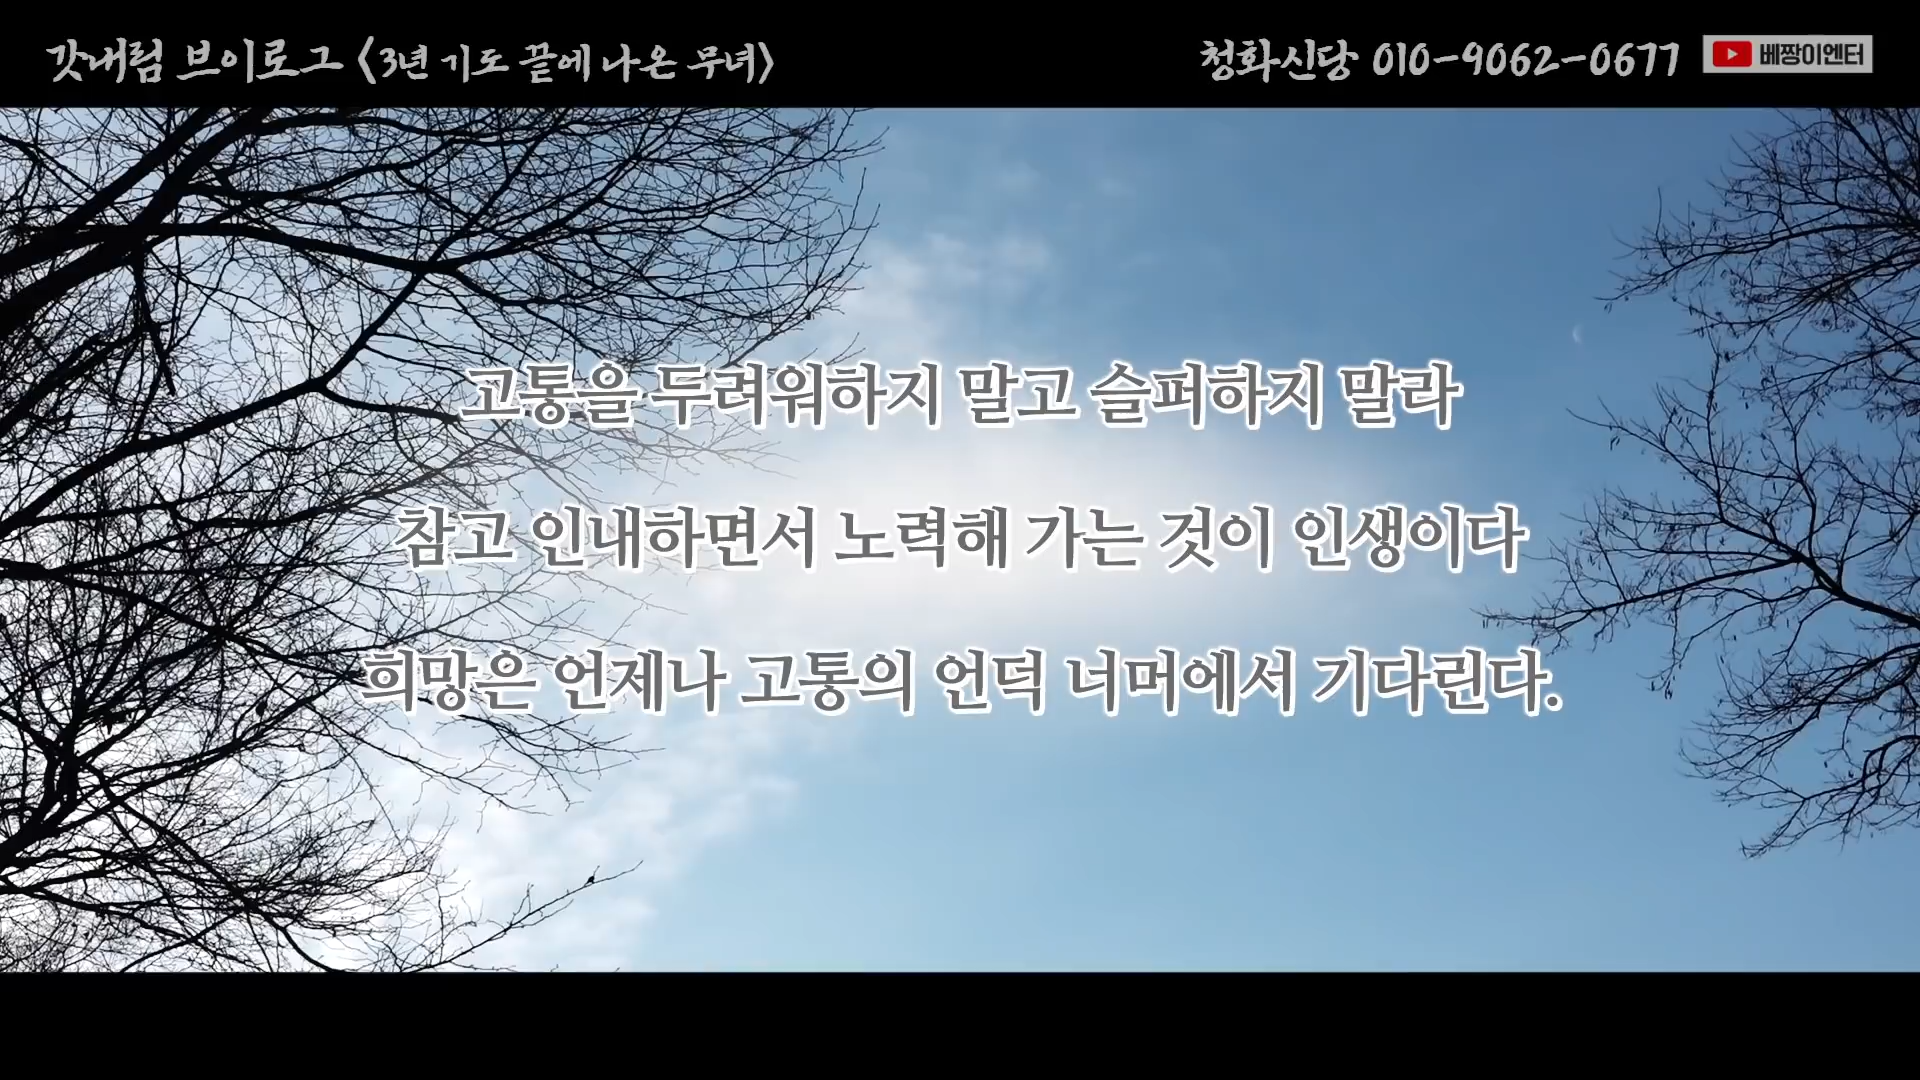 갓내림 브이로그 <3년 기도 끝에 나온 무녀>
청화신당 010-9062-0677
베짱이엔터
고통을 두려워하지 말고 슬퍼하지 말라
참고 인내하면서 노력해 가는 것이 인생이다
희망은 언제나 고통의 언덕 너머에서 기다린다.